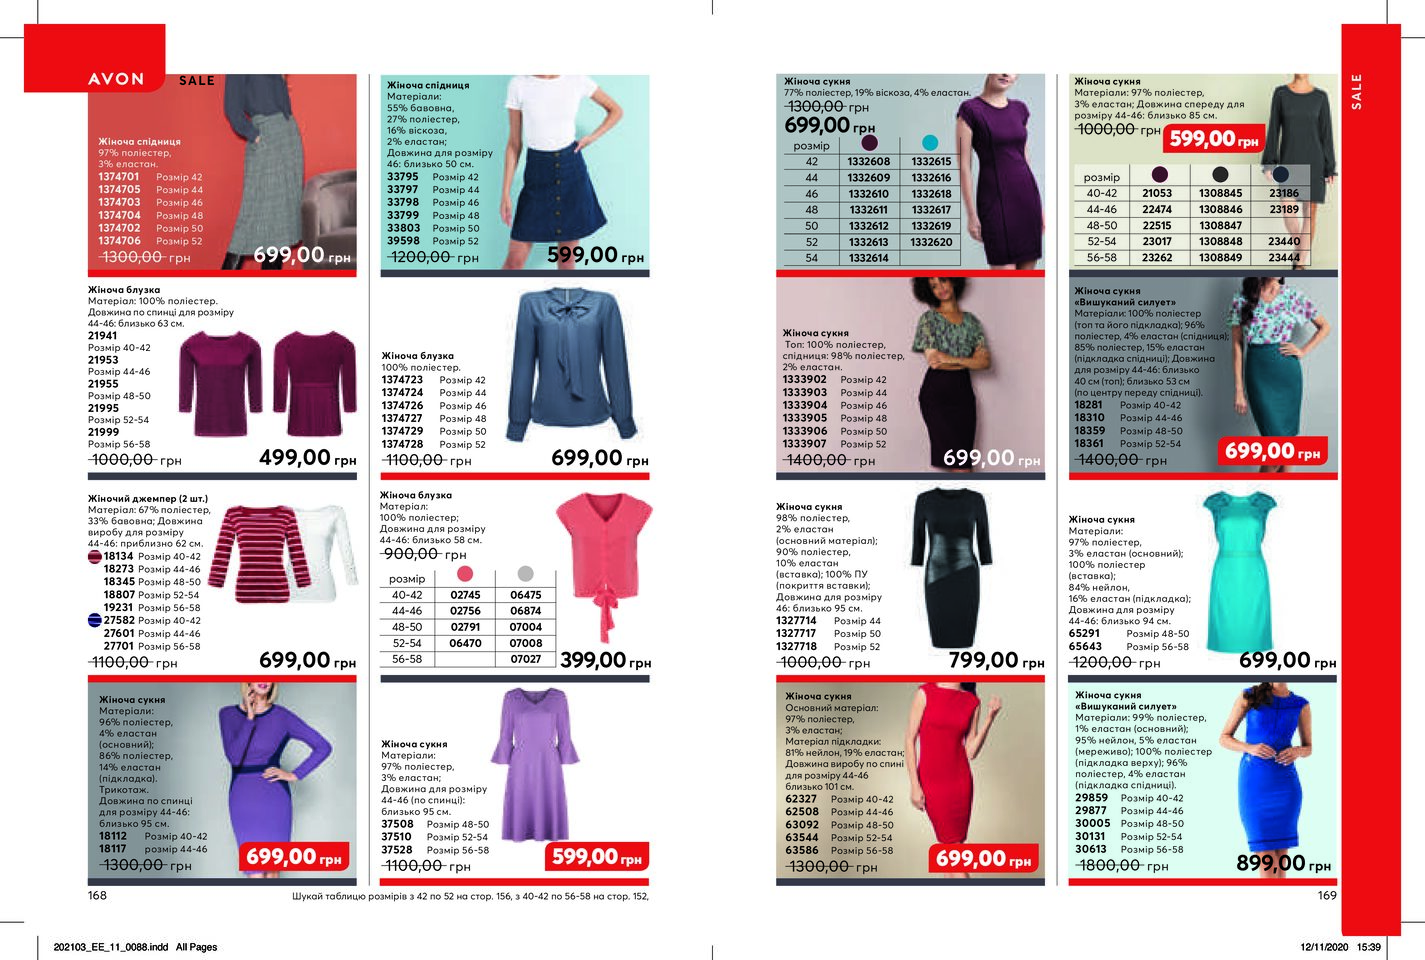 AVON
SALE
Жіноча спідниця
97% поліестер,
3% еластан.
1374701 Розмір 42
1374705 Розмір 44
1374703 Розмір 46
1374704 Розмір 48
1374702 Розмір 50
1374706 Розмір 52
1300,00 грн
699,00 грн
Жіноча спідниця
Матеріали:
55% бавовна,
27% поліестер,
16% віскоза,
2% еластан;
Довжина для розміру
46: близько 50 см.
33795 Розмір 42
33797 Розмір 44
33798 Розмір 46
33799 Розмір 48
33803 Розмір 50
39598 Розмір 52
1200,00 грн
599,00 грн
Жіноча блузка
Матеріал: 100% поліестер.
Довжина по спинці для розміру
44-46: близько 63 см.
21941
Розмір 40-42
21953
Розмір 44-46
21955
Розмір 48-50
21995
Розмір 52-54
21999
Розмір 56-58
1000,00 грн
499,00 грн
Жіноча блузка
100% поліестер.
1374723 Розмір 42
1374724 Розмір 44
1374726 Розмір 46
1374727 Розмір 48
1374729 Розмір 50
1374728 Розмір 52
1100,00 грн
699,00 грн
Жіночий джемпер (2 шт.)
Матеріал: 67% поліестер,
33% бавовна; Довжина
виробу для розміру
44-46: приблизно 62 см.
18134 Розмір 40-42
18273 Розмір 44-46
18345 Розмір 48-50
18807 Розмір 52-54
19231 Розмір 56-58
27582 Розмір 40-42
27601 Розмір 44-46
27701 Розмір 56-58
1100,00 грн
699,00 грн
Жіноча блузка
Матеріал:
100% поліестер;
Довжина для розміру
44-46: близько 58 см.
900,00 грн
розмір
40-42 02745 06475
44-46 02756 06874
48-50 02791 07004
52-54 06470 07008
56-58 07027
399,00 грн
Жіноча сукня
Матеріали:
96% поліестер,
4% еластан
(основний);
86% поліестер,
14% еластан
(підкладка).
Трикотаж.
Довжина по спинці
для розміру 44-46:
близько 95 см.
18112 Розмір 40-42
18117 розмір 44-46
1300,00 грн
699,00 грн
Жіноча сукня
Матеріали:
97% поліестер,
3% еластан;
Довжина для розміру
44-46 (по спинці):
близько 95 см.
37508 Розмір 48-50
37510 Розмір 52-54
37528 Розмір 56-58
1100,00 грн
599,00 грн
168
Шукай таблицю розмірів з 42 по 52 на стор. 156, з 40-42 по 56-58 на стор. 152,
Жіноча сукня
77% поліестер, 19% віскоза, 4% еластан.
1300,00 грн
699,00 грн
розмір
42 1332608 1332615
44 1332609 1332616
46 1332610 1332618
48 1332611 1332617
50 1332612 1332619
52 1332613 1332620
54 1332614
Жіноча сукня
Матеріали: 97% поліестер,
3% еластан; Довжина спереду для
розміру 44-46: близько 85 см.
1000,00 грн
599,00 грн
розмір
40-42 21053 1308845 23186
44-46 22474 1308846 23189
48-50 22515 1308847
52-54 23017 1308848 23440
56-58 23262 1308849 23444
SALE
Жіноча сукня
Топ: 100% поліестер,
спідниця: 98% поліестер,
2% еластан.
1333902 Розмір 42
1333903 Розмір 44
1333904 Розмір 46
1333905 Розмір 48
1333906 Розмір 50
1333907 Розмір 52
1400,00 грн
699,00 грн
Жіноча сукня
«Вишуканий силует»
Матеріали: 100% поліестер
(топ та його підкладка); 96%
поліестер, 4% еластан (спідниця);
85% поліестер, 15% еластан
(підкладка спідниці); Довжина
для розміру 44-46: близько
40 см (топ); близько 53 см
(по центру переду спідниці).
18281 Розмір 40-42
18310 Розмір 44-46
18359 Розмір 48-50
18361 Розмір 52-54
1400,00 грн
699,00 грн
Жіноча сукня
98% поліестер,
2% еластан
(основний матеріал);
90% поліестер,
10% еластан
(вставка); 100% ПУ
(покриття вставки);
Довжина для розміру
46: близько 95 см.
1327714 Розмір 44
1327717 Розмір 50
1327718 Розмір 52
1000,00 грн
799,00 грн
Жіноча сукня
Матеріали:
97% поліестер,
3% еластан (основний);
100% поліестер
(вставка);
84% нейлон,
16% еластан (підкладка);
Довжина для розміру
44-46: близько 94 см.
65291 Розмір 48-50
65643 Розмір 56-58
1200,00 грн
699,00 грн
Жіноча сукня
Основний матеріал:
97% поліестер,
3% еластан;
Матеріал підкладки:
81% нейлон, 19% еластан;
Довжина виробу по спині
для розміру 44-46
близько 101 см.
62327 Розмір 40-42
62508 Розмір 44-46
63092 Розмір 48-50
63544 Розмір 52-54
63586 Розмір 56-58
1300,00 грн
699,00 грн
Жіноча сукня
«Вишуканий силует»
Матеріали: 99% поліестер,
1% еластан (основний);
95% нейлон, 5% еластан
(мереживо); 100% поліестер
(підкладка верху); 96%
поліестер, 4% еластан
(підкладка спідниці).
29859 Розмір 40-42
29877 Розмір 44-46
30005 Розмір 48-50
30131 Розмір 52-54
30613 Розмір 56-58
1800,00 грн
899,00 грн
169
202103_EE_11_0088.indd All Pages
12/11/2020 15:39